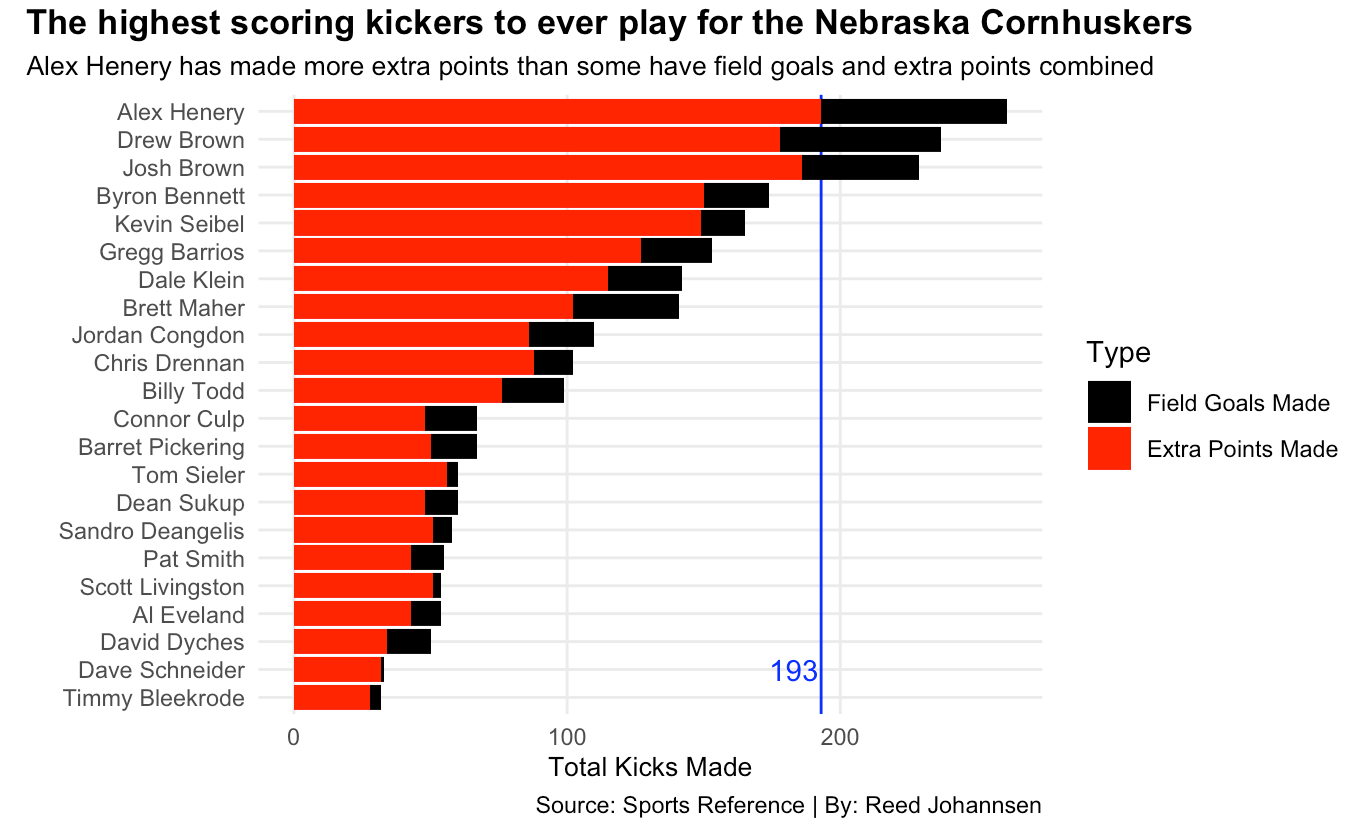 The highest scoring kickers to ever play for the Nebraska Cornhuskers
Alex Henery has made more extra points than some have field goals and extra points combined
Alex Henery
Drew Brown
Josh Brown
Byron Bennett
Kevin Seibel
Gregg Barrios
Dale Klein
Brett Maher
Jordan Congdon
Chris Drennan
Billy Todd
Connor Culp
Barret Pickering
Tom Sieler
Dean Sukup
Sandro Deangelis
Pat Smith
Scott Livingston
Al Eveland
David Dyches
Dave Schneider
Timmy Bleekrode
193
0 100 200
Total Kicks Made
Type
Field Goals Made
Extra Points Made
Source: Sports Reference | By: Reed Johannsen